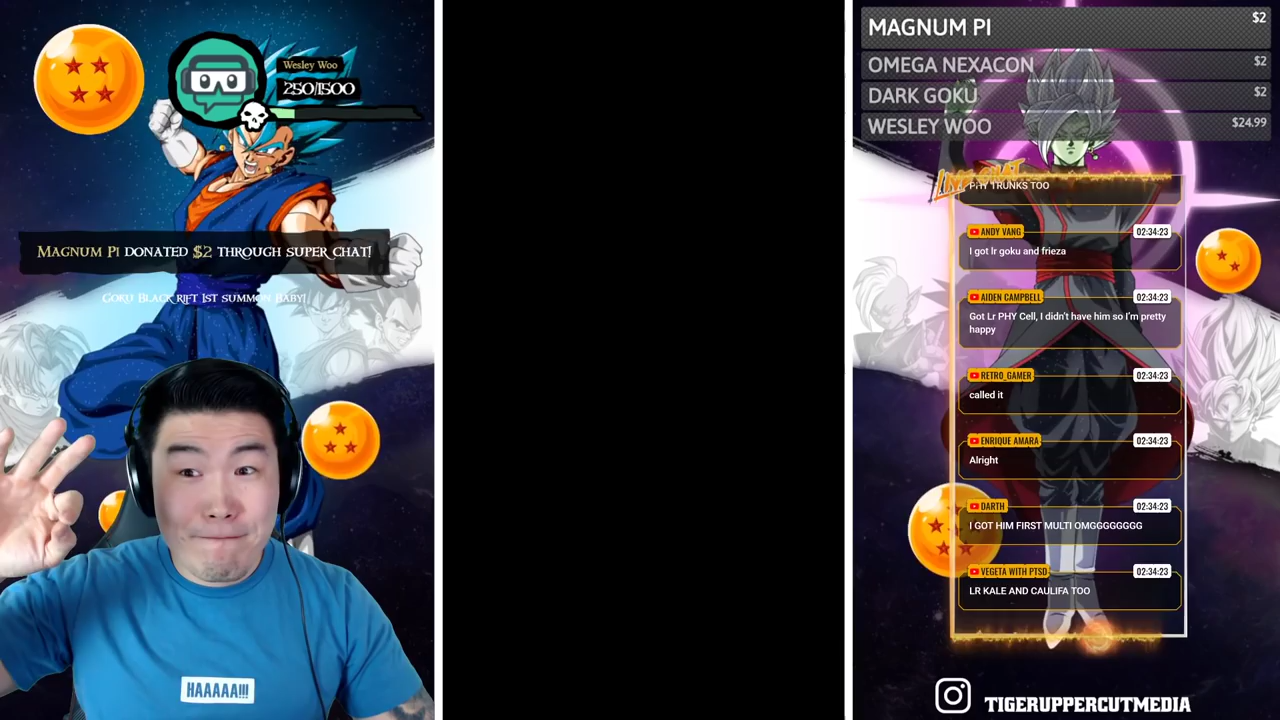 Wesley Woo
250/1500
Magnum Pi donated $2 through super chat!
Goku Black rift 1st summon baby!
HAAAAA!!!
MAGNUM PI $2
OMEGA NEXACON $2
DARK GOKU $2
WESLEY WOO $24.99
LIVE CHAT
PHY TRUNKS TOO
ANDY VANG 02:34:23
I got lr goku and frieza
AIDEN CAMPBELL 02:34:23
Got Lr PHY Cell, I didn't have him so I'm pretty
happy
RETRO_GAMER 02:34:23
called it
ENRIQUE AMARA 02:34:23
Alright
DARTH 02:34:23
I GOT HIM FIRST MULTI OMGGGGGGGG
VEGETA WITH PTSD 02:34:23
LR KALE AND CAULIFA TOO
TIGERUPPERCUTMEDIA